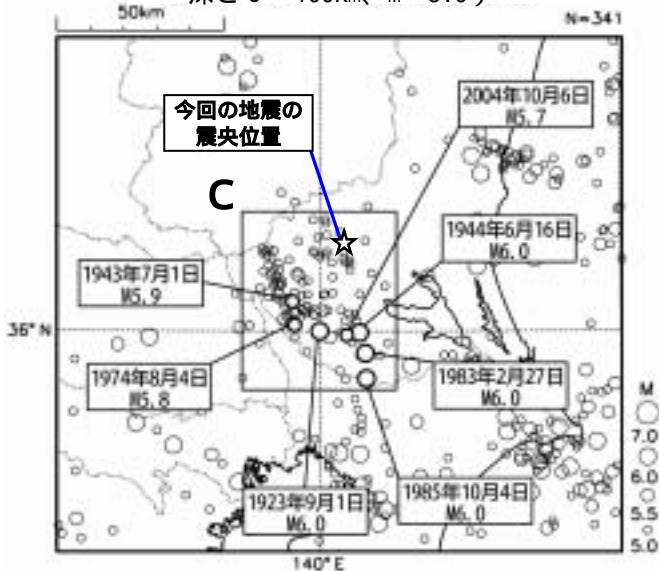 50km
N=341
2004年10月6日
M5.7
今回の地震の
震央位置
C
1944年6月16日
M6.0
1943年7月1日
M5.9
36°N
1974年8月4日
M5.8
1983年2月27日
M6.0
M
7.0
6.0
5.5
5.0
1923年9月1日
M6.0
1985年10月4日
M6.0
140°E